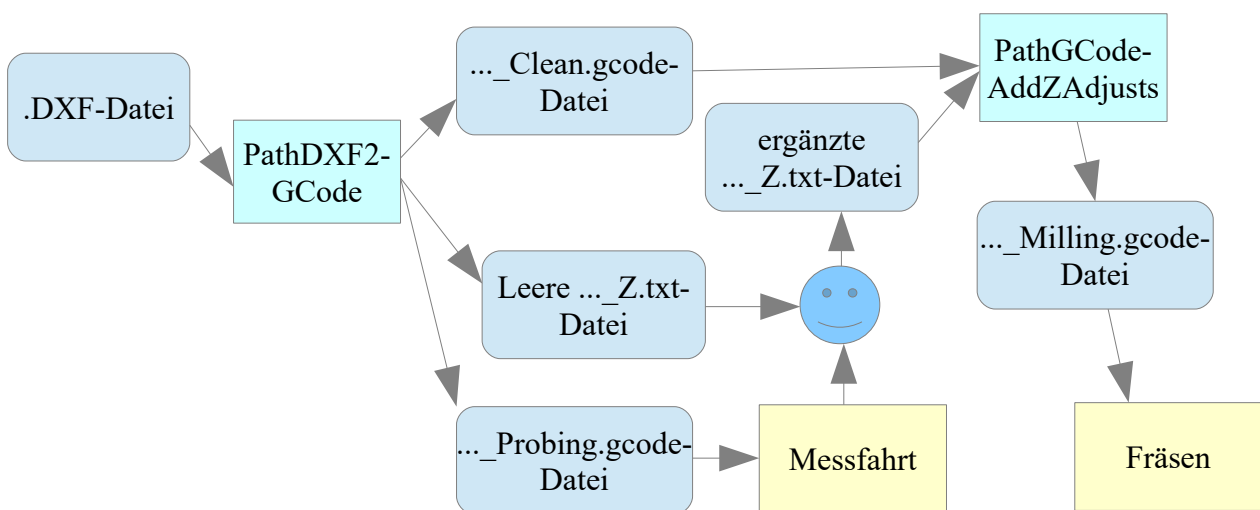 .DXF-Datei
PathDXF2-
GCode
..._Clean.gcode-
Datei
Leere ..._Z.txt-
Datei
..._Probing.gcode-
Datei
ergänzte
..._Z.txt-Datei
Messfahrt
PathGCode-
AddZAdjusts
..._Milling.gcode-
Datei
Fräsen